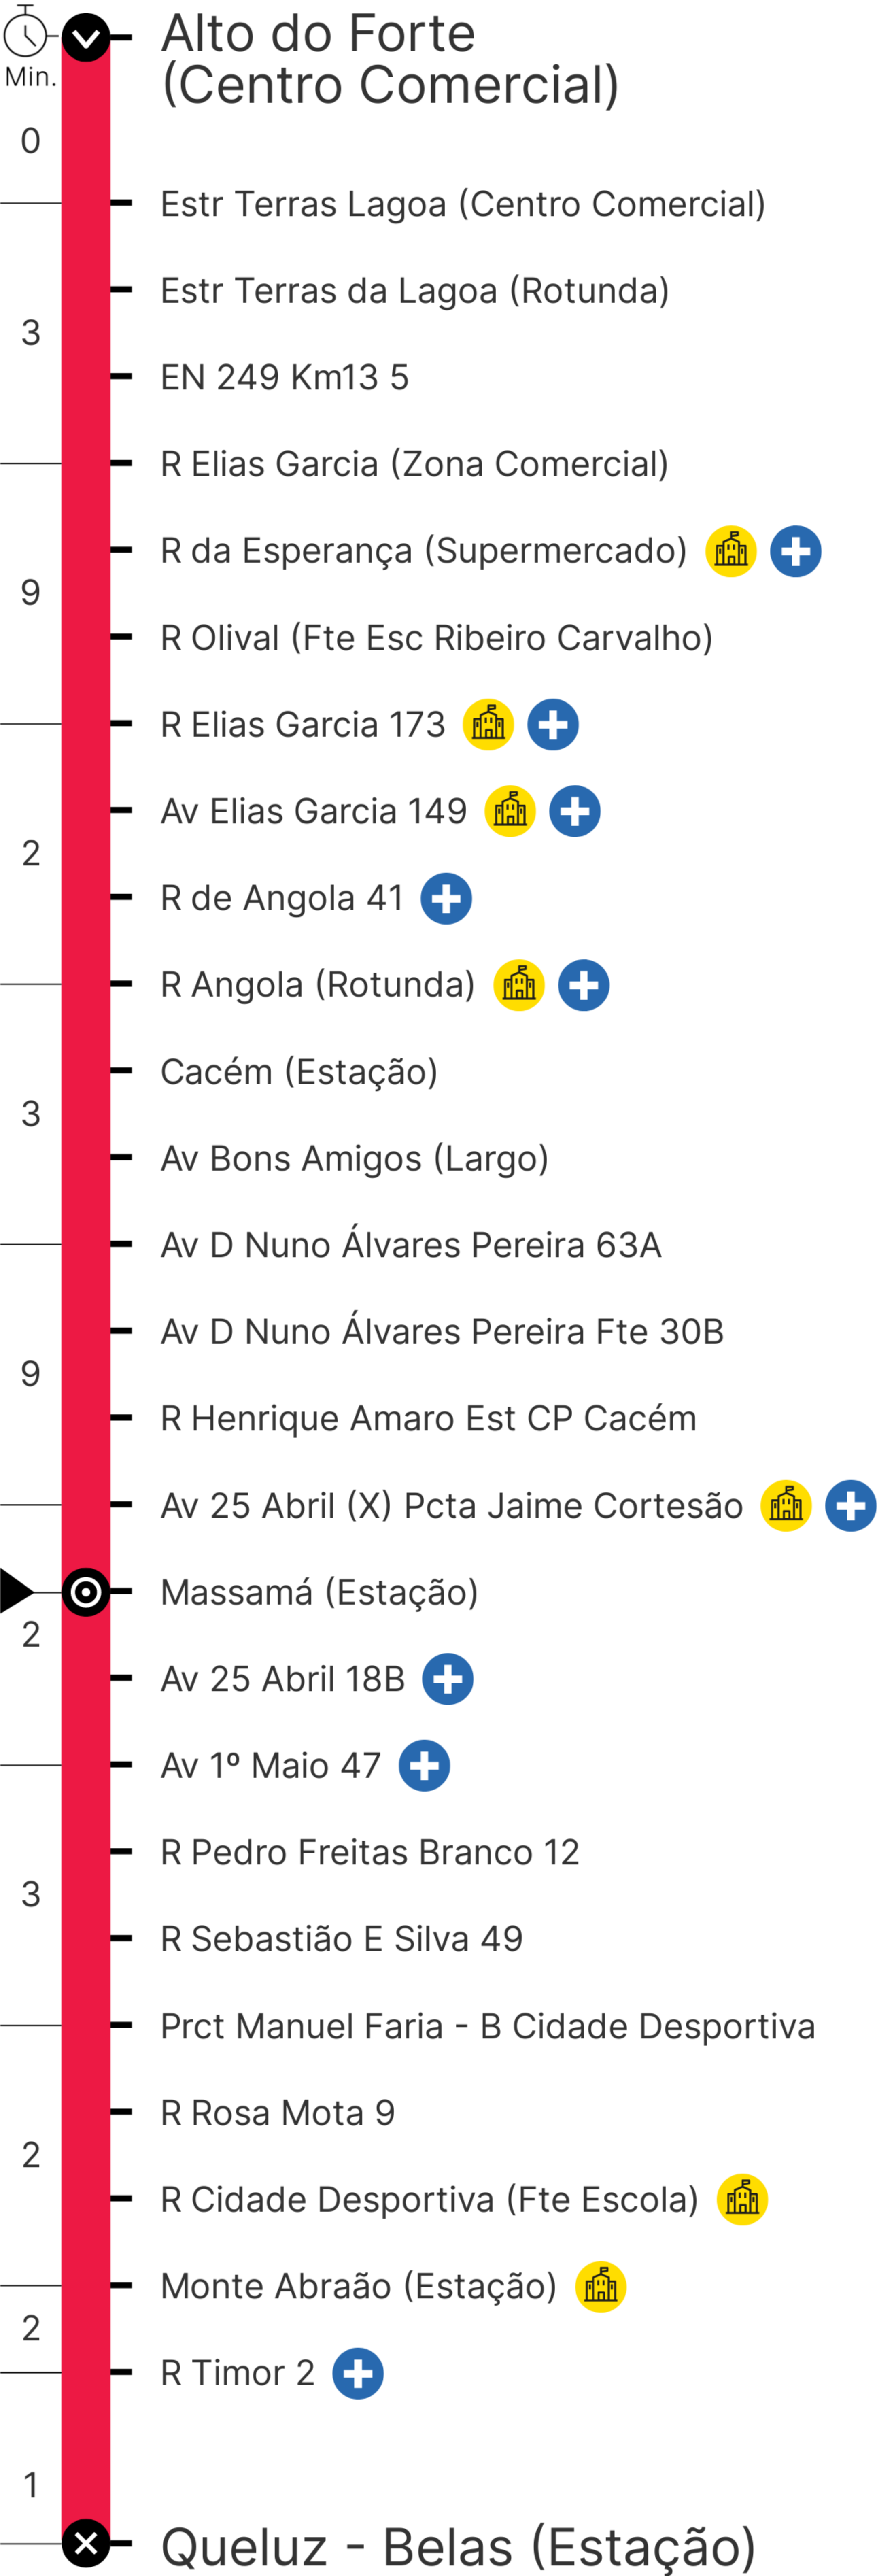 Min.
Alto do Forte
(Centro Comercial)
0
Estr Terras Lagoa (Centro Comercial)
Estr Terras da Lagoa (Rotunda)
3
EN 249 Km13 5
R Elias Garcia (Zona Comercial)
R da Esperança (Supermercado)
9
R Olival (Fte Esc Ribeiro Carvalho)
R Elias Garcia 173
Av Elias Garcia 149
2
R de Angola 41
R Angola (Rotunda)
Cacém (Estação)
3
Av Bons Amigos (Largo)
Av D Nuno Álvares Pereira 63A
Av D Nuno Álvares Pereira Fte 30B
9
R Henrique Amaro Est CP Cacém
Av 25 Abril (X) Pcta Jaime Cortesão
Massamá (Estação)
2
Av 25 Abril 18B
Av 1º Maio 47
R Pedro Freitas Branco 12
3
R Sebastião E Silva 49
Prct Manuel Faria - B Cidade Desportiva
R Rosa Mota 9
2
R Cidade Desportiva (Fte Escola)
Monte Abraão (Estação)
2
R Timor 2
1
Queluz - Belas (Estação)